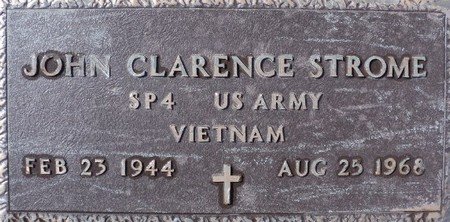 JOHN CLARENCE STROME
SP4 US ARMY
VIETNAM
FEB 23 1944 AUG 25 1968